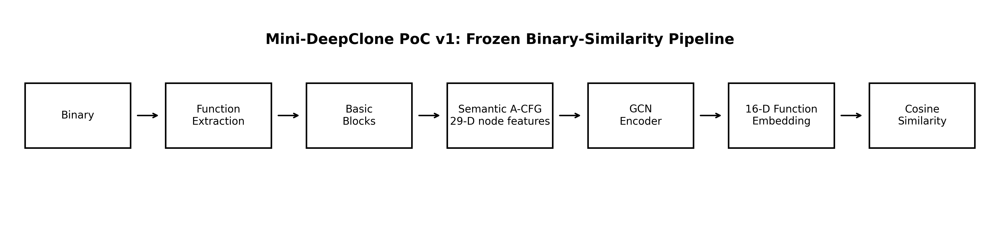 Mini-DeepClone PoC v1: Frozen Binary-Similarity Pipeline
Binary
Function
Extraction
Basic
Blocks
Semantic A-CFG
29-D node features
GCN
Encoder
16-D Function
Embedding
Cosine
Similarity